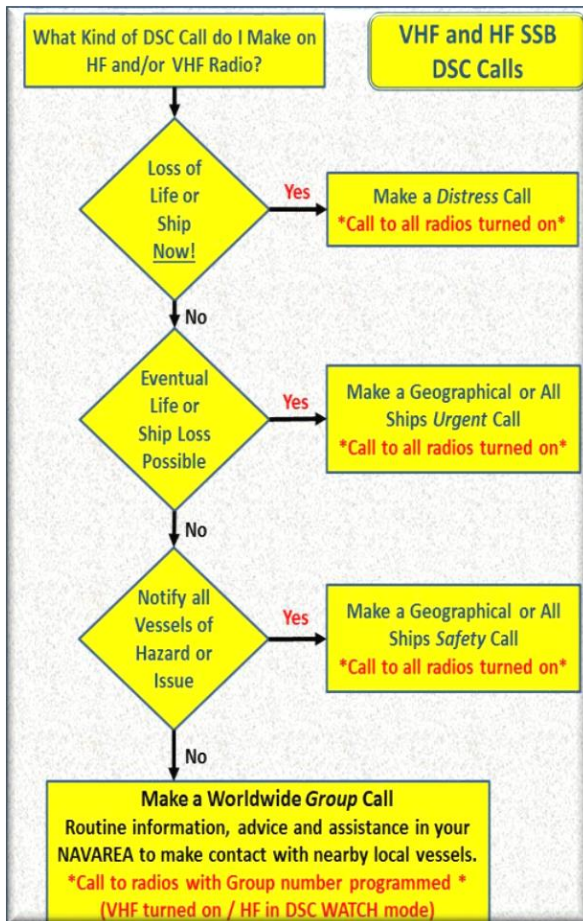 What Kind of DSC Call do I Make on
HF and/or VHF Radio?
VHF and HF SSB
DSC Calls
Loss of
Life or
Ship
Now!
Yes
Make a Distress Call
*Call to all radios turned on*
No
Eventual
Life or
Ship Loss
Possible
Yes
Make a Geographical or All
Ships Urgent Call
*Call to all radios turned on*
No
Notify all
Vessels of
Hazard or
Issue
Yes
Make a Geographical or All
Ships Safety Call
*Call to all radios turned on*
No
Make a Worldwide Group Call
Routine information, advice and assistance in your
NAVAREA to make contact with nearby local vessels.
*Call to radios with Group number programmed *
(VHF turned on / HF in DSC WATCH mode)